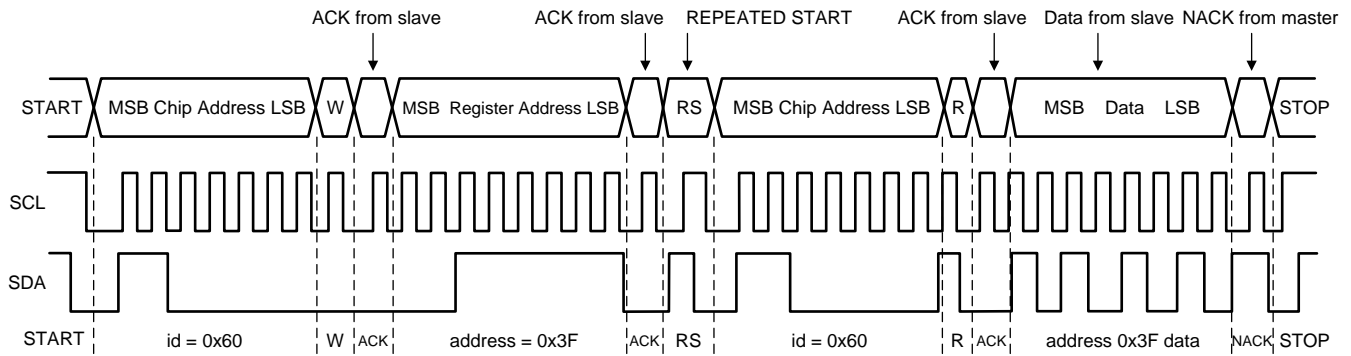 ACK from slave ACK from slave REPEATED START ACK from slave Data from slave NACK from master
START MSB Chip Address LSB W MSB Register Address LSB RS MSB Chip Address LSB R MSB Data LSB STOP
SCL
SDA
START id = 0x60 W ACK address = 0x3F ACK RS id = 0x60 R ACK address 0x3F data NACK STOP